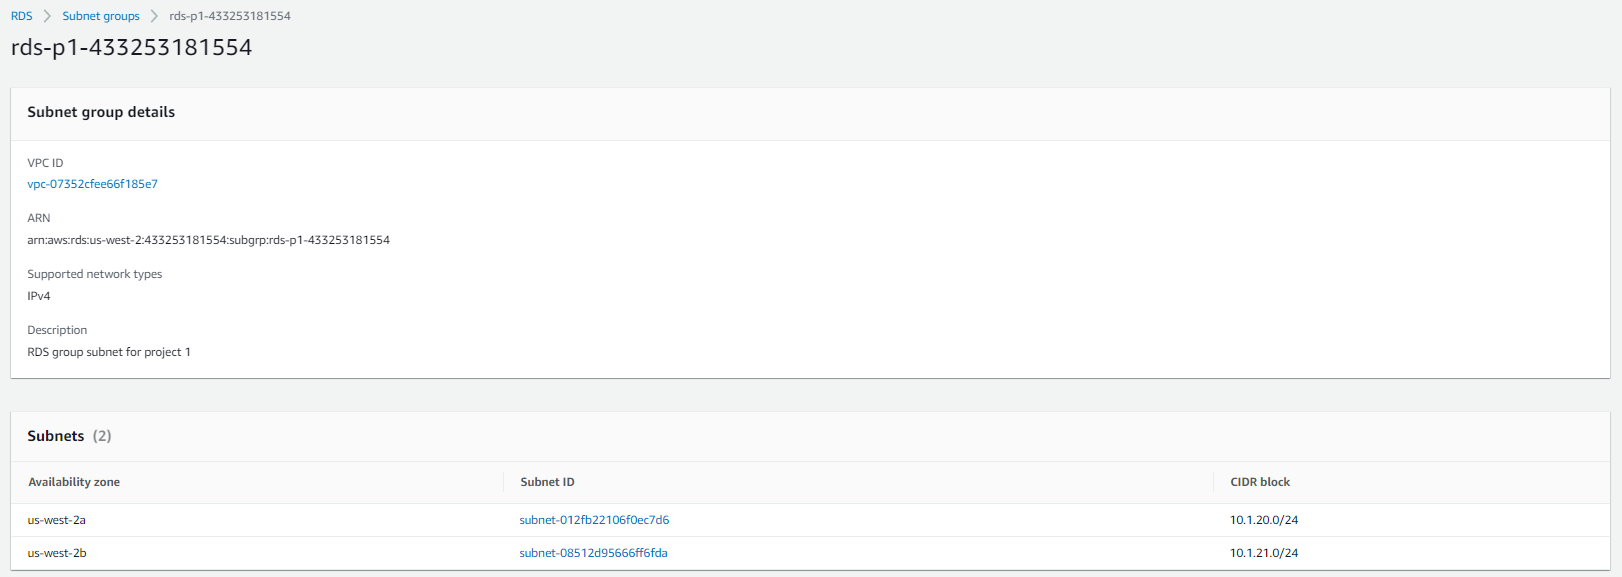 RDS > Subnet groups > rds-p1-433253181554
rds-p1-433253181554
Subnet group details
VPC ID
vpc-07352cfee66f185e7
ARN
arn:aws:rds:us-west-2:433253181554:subgrp:rds-p1-433253181554
Supported network types
IPv4
Description
RDS group subnet for project 1
Subnets (2)
Availability zone Subnet ID CIDR block
us-west-2a subnet-012fb22106f0ec7d6 10.1.20.0/24
us-west-2b subnet-08512d95666ff6fda 10.1.21.0/24